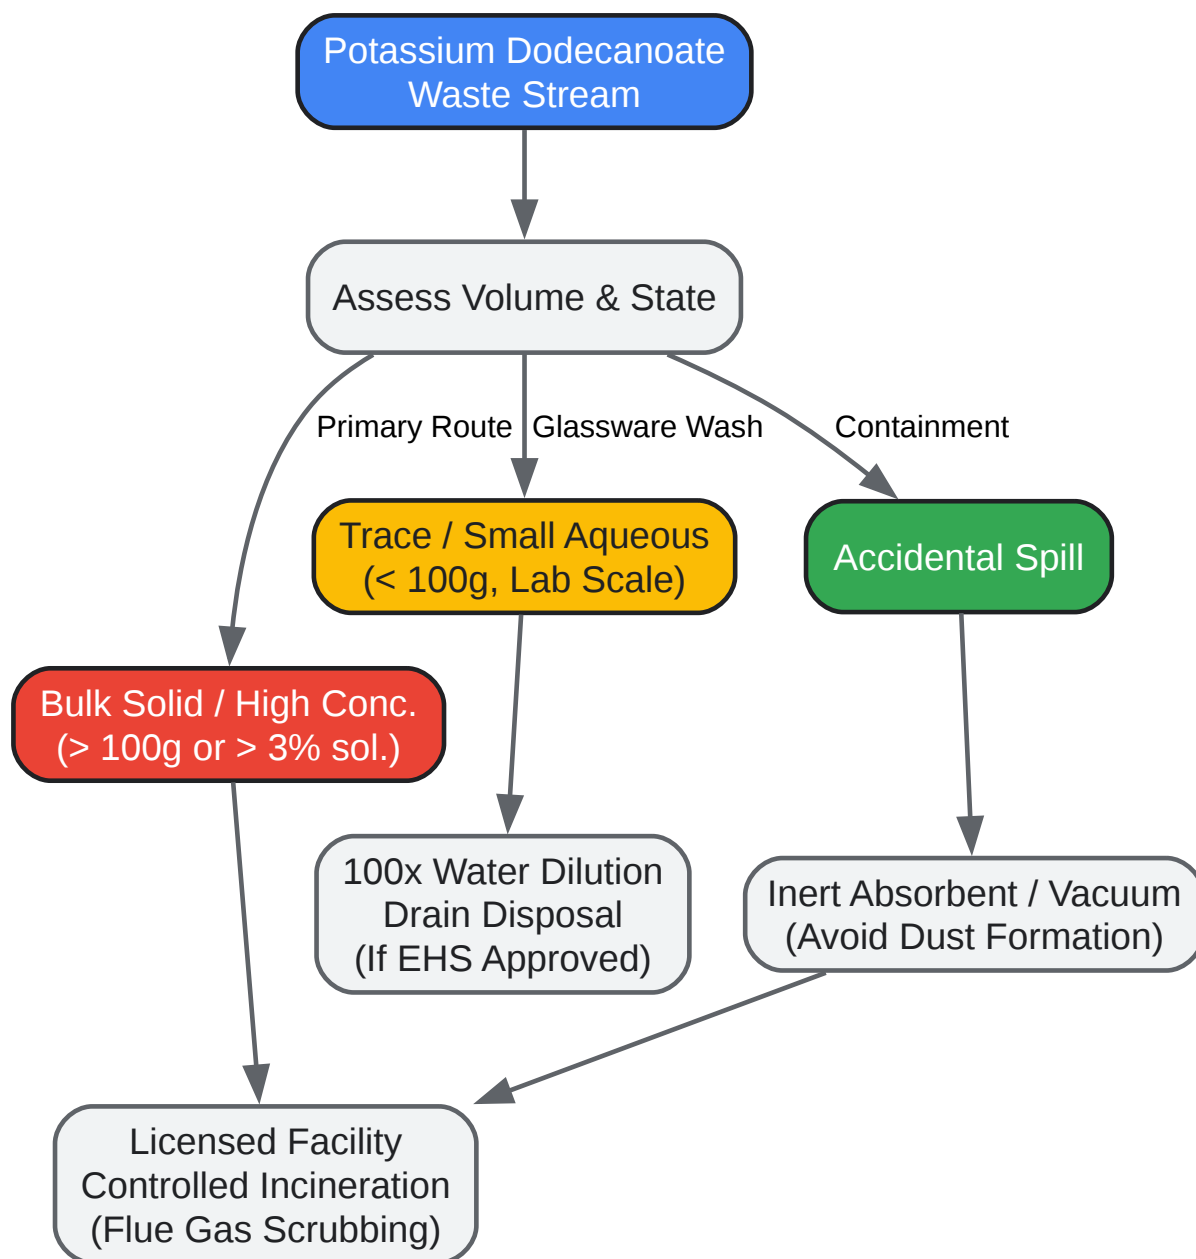 Potassium Dodecanoate
Waste Stream
Assess Volume & State
Primary Route
Glassware Wash
Containment
Trace / Small Aqueous
(< 100g, Lab Scale)
Accidental Spill
Bulk Solid / High Conc.
(> 100g or > 3% sol.)
100x Water Dilution
Drain Disposal
(If EHS Approved)
Inert Absorbent / Vacuum
(Avoid Dust Formation)
Licensed Facility
Controlled Incineration
(Flue Gas Scrubbing)